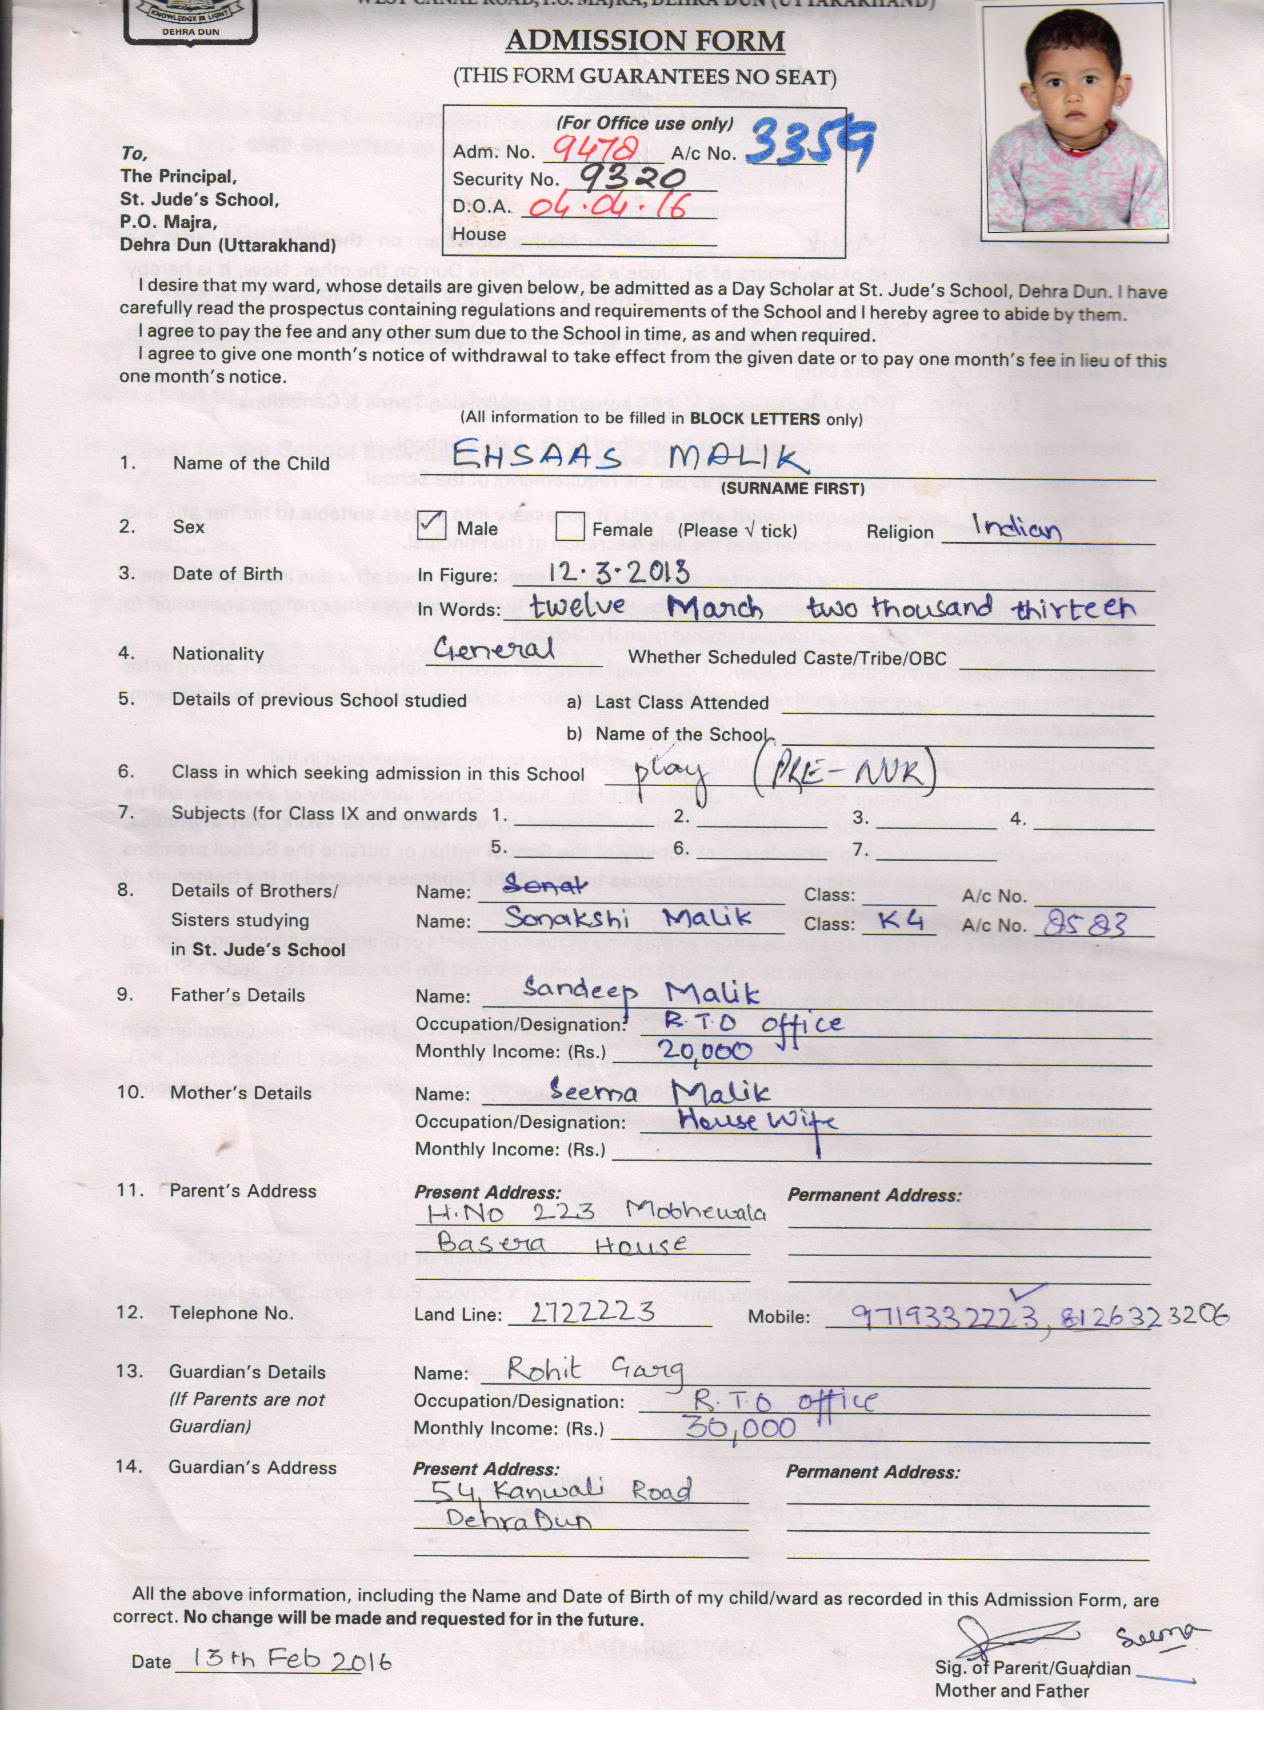 KNOWLEDGE IS LIGHT
DEHRA DUN
WEST CANAL ROAD, P.O. MAJRA, DEHRA DUN (UTTARAKHAND)
ADMISSION FORM
(THIS FORM GUARANTEES NO SEAT)
(For Office use only)
Adm. No. 9478 A/c No. 3359
Security No. 9320
D.O.A. 04.04.16
House
To,
The Principal,
St. Jude's School,
P.O. Majra,
Dehra Dun (Uttarakhand)
I desire that my ward, whose details are given below, be admitted as a Day Scholar at St. Jude's School, Dehra Dun. I have
carefully read the prospectus containing regulations and requirements of the School and I hereby agree to abide by them.
I agree to pay the fee and any other sum due to the School in time, as and when required.
I agree to give one month's notice of withdrawal to take effect from the given date or to pay one month's fee in lieu of this
one month's notice.
(All information to be filled in BLOCK LETTERS only)
1. Name of the Child EHSAAS MALIK
(SURNAME FIRST)
2. Sex ✓ Male Female (Please √ tick) Religion Indian
3. Date of Birth In Figure: 12.3.2013
In Words: twelve March two thousand thirteen
4. Nationality General Whether Scheduled Caste/Tribe/OBC
5. Details of previous School studied a) Last Class Attended
b) Name of the School
6. Class in which seeking admission in this School play (PRE-NUR)
7. Subjects (for Class IX and onwards 1. 2. 3. 4.
5. 6. 7.
8. Details of Brothers/ Name: Sonat Class: A/c No.
Sisters studying Name: Sonakshi Malik Class: K4 A/c No. 8583
in St. Jude's School
9. Father's Details Name: Sandeep Malik
Occupation/Designation: R.T.O office
Monthly Income: (Rs.) 20,000
10. Mother's Details Name: Seema Malik
Occupation/Designation: House Wife
Monthly Income: (Rs.)
11. Parent's Address Present Address: Permanent Address:
H.No 223 Mobhewala
Basera House
12. Telephone No. Land Line: 2722223 Mobile: 9719332223, 8126323206
13. Guardian's Details Name: Rohit Garg
(If Parents are not Occupation/Designation: R.T.O office
Guardian) Monthly Income: (Rs.) 30,000
14. Guardian's Address Present Address: Permanent Address:
54, Kanwali Road
DehraDun
All the above information, including the Name and Date of Birth of my child/ward as recorded in this Admission Form, are
correct. No change will be made and requested for in the future.
Date 13th Feb 2016 Seema
Sig. of Parent/Guardian
Mother and Father